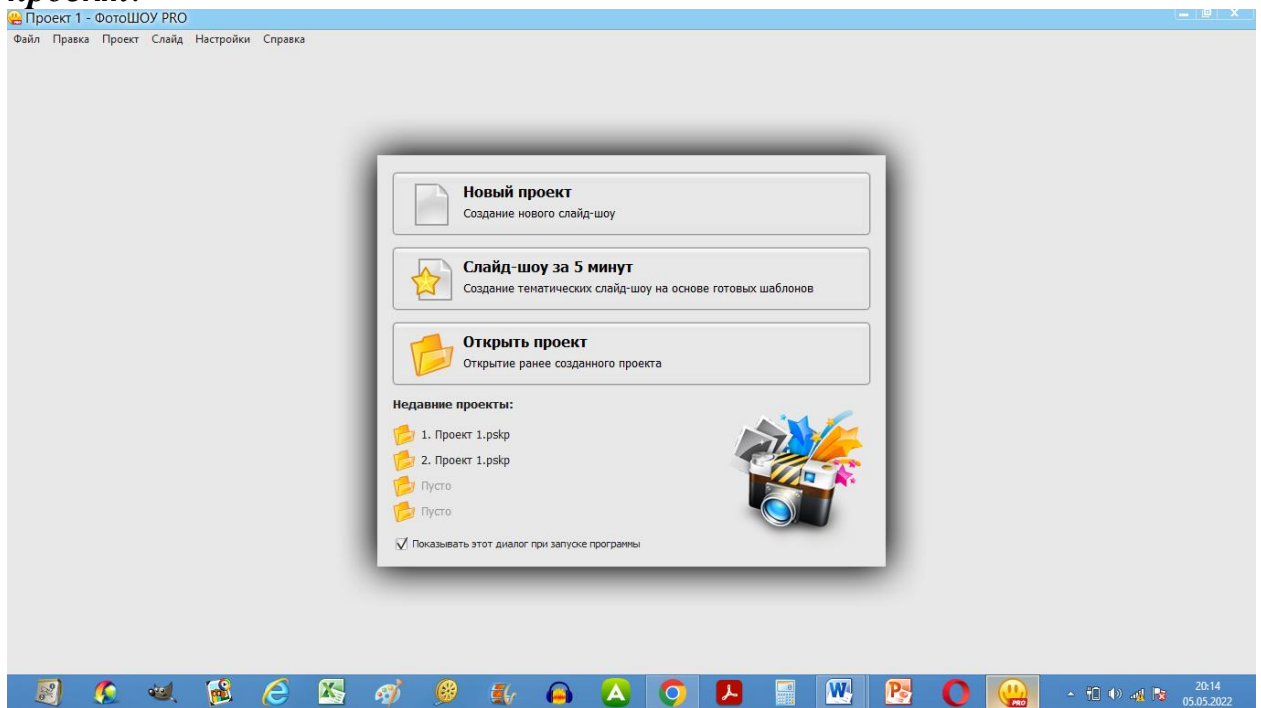 проект.
Проект 1 - ФотоШОУ PRO
Файл Правка Проект Слайд Настройки Справка
Новый проект
Создание нового слайд-шоу
Слайд-шоу за 5 минут
Создание тематических слайд-шоу на основе готовых шаблонов
Открыть проект
Открытие ранее созданного проекта
Недавние проекты:
1. Проект 1.pskp
2. Проект 1.pskp
Пусто
Пусто
Показывать этот диалог при запуске программы
PRO
20:14
05.05.2022